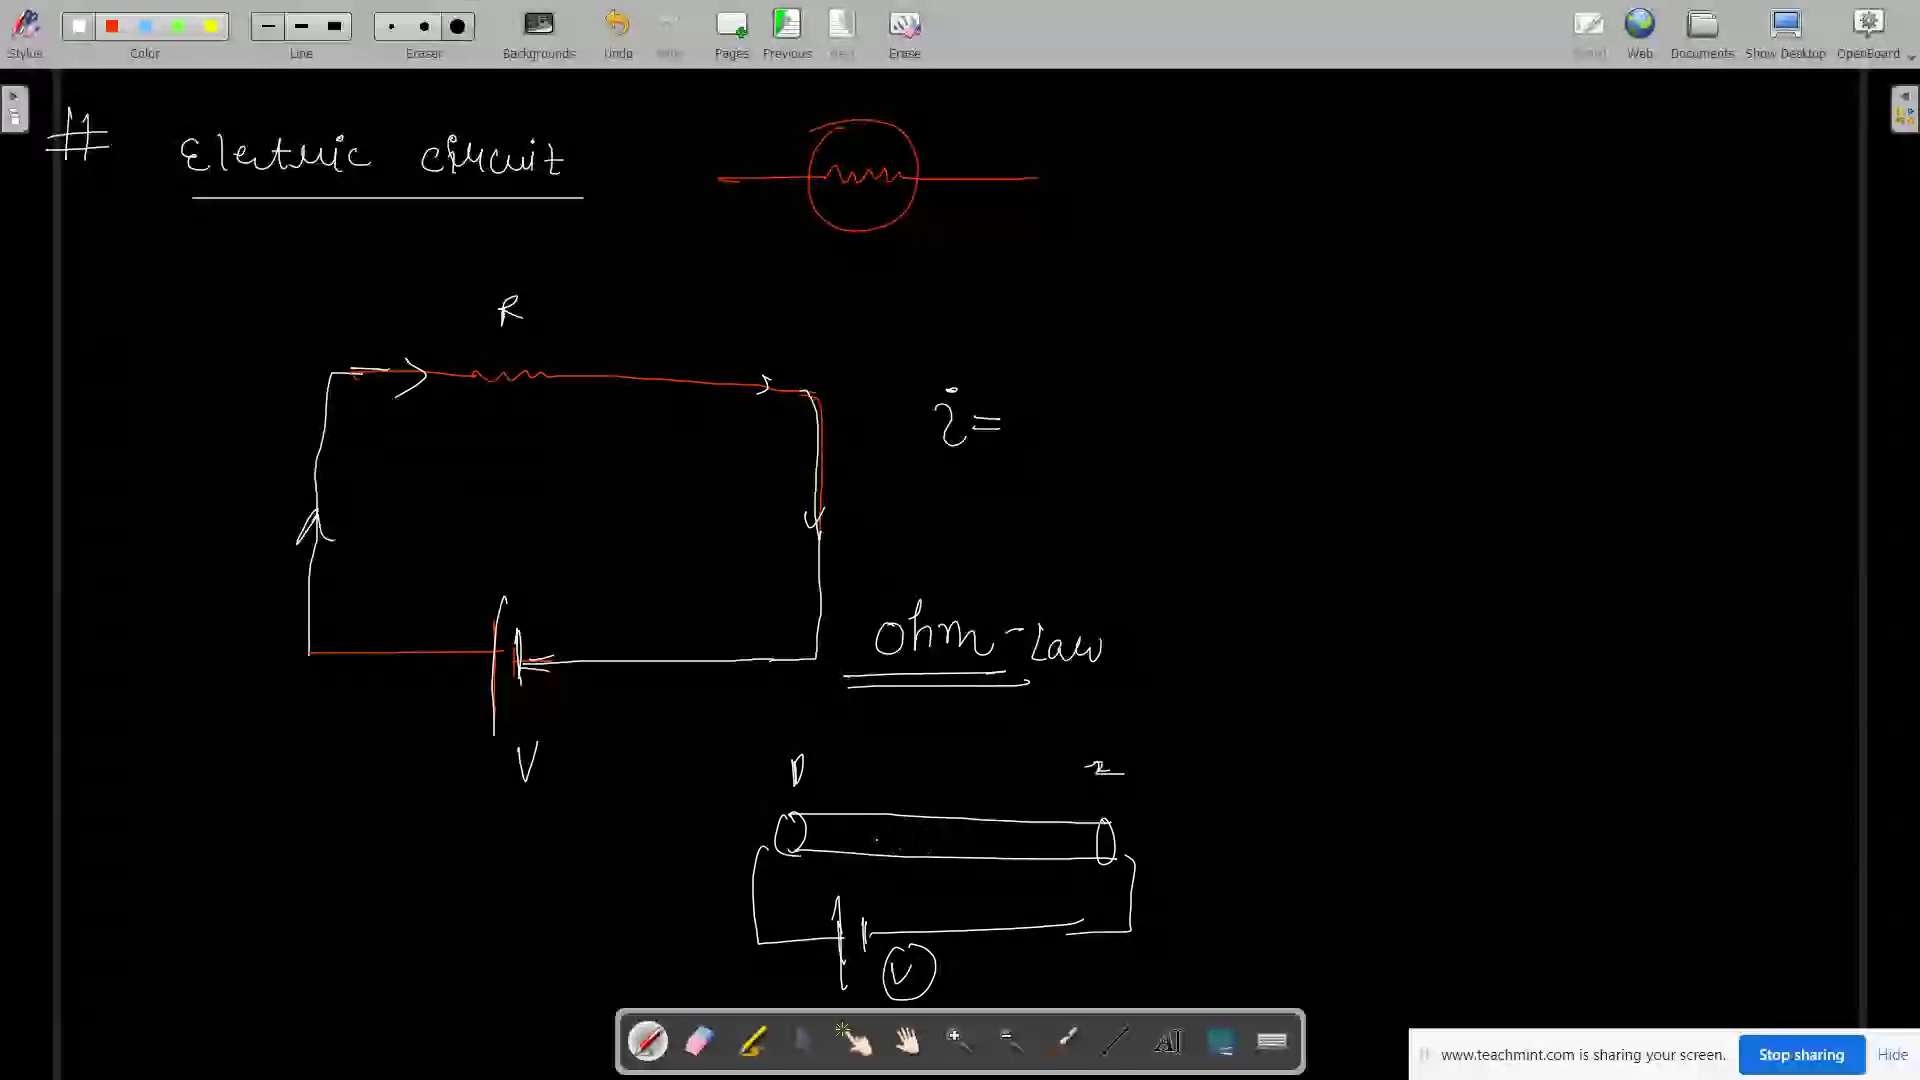 Stylus
Color
Line
Eraser
Backgrounds
Undo
Pages
Previous
Erase
Web
Documents
Show Desktop
OpenBoard
# Electric circuit
R
i =
ohm - Law
V
V
www.teachmint.com is sharing your screen.
Stop sharing
Hide